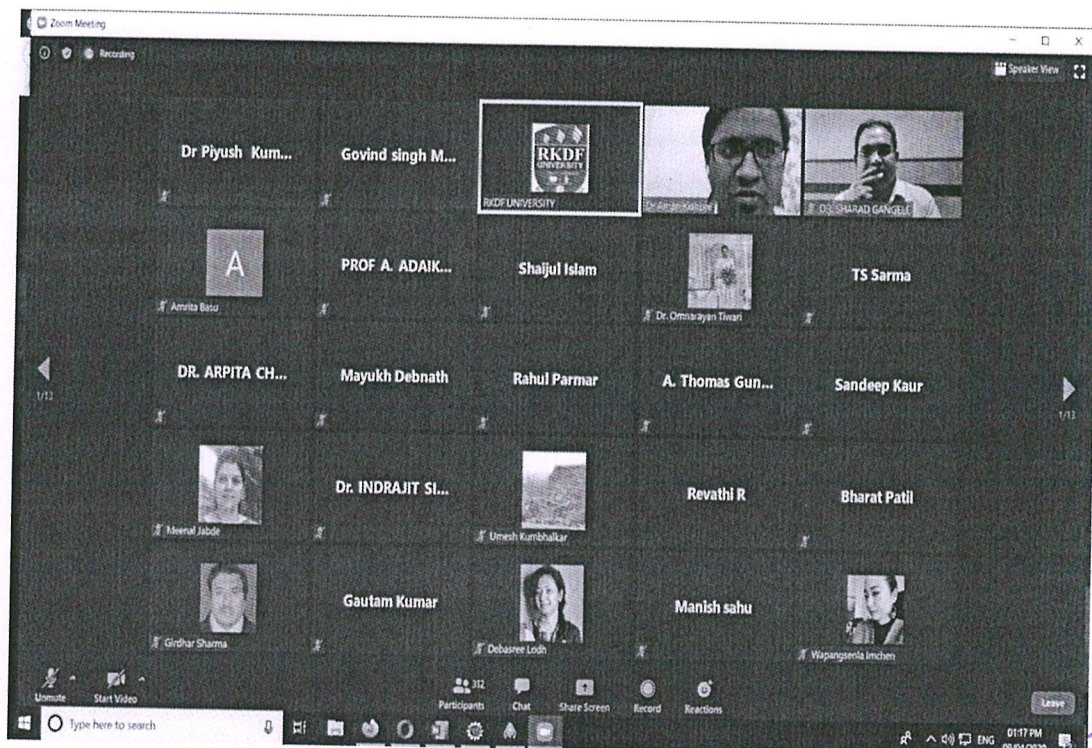 Zoom Meeting
Recording
Speaker View
Dr Piyush Kum...
Govind singh M...
RKDF
UNIVERSITY
RKDF UNIVERSITY
DR. SHARAD GANGELE
A
Amrita Basu
PROF A. ADAIK...
Shaijul Islam
Dr. Omnarayan Tiwari
TS Sarma
DR. ARPITA CH...
Mayukh Debnath
Rahul Parmar
A. Thomas Gun...
Sandeep Kaur
1/13
1/13
Meenal Jabde
Dr. INDRAJIT SI...
Umesh Kumbhalkar
Revathi R
Bharat Patil
Girdhar Sharma
Gautam Kumar
Debasree Lodh
Manish sahu
Wapangsenla Imchen
Unmute
Start Video
312
Participants
Chat
Share Screen
Record
Reactions
Leave
Type here to search
ENG
01:17 PM